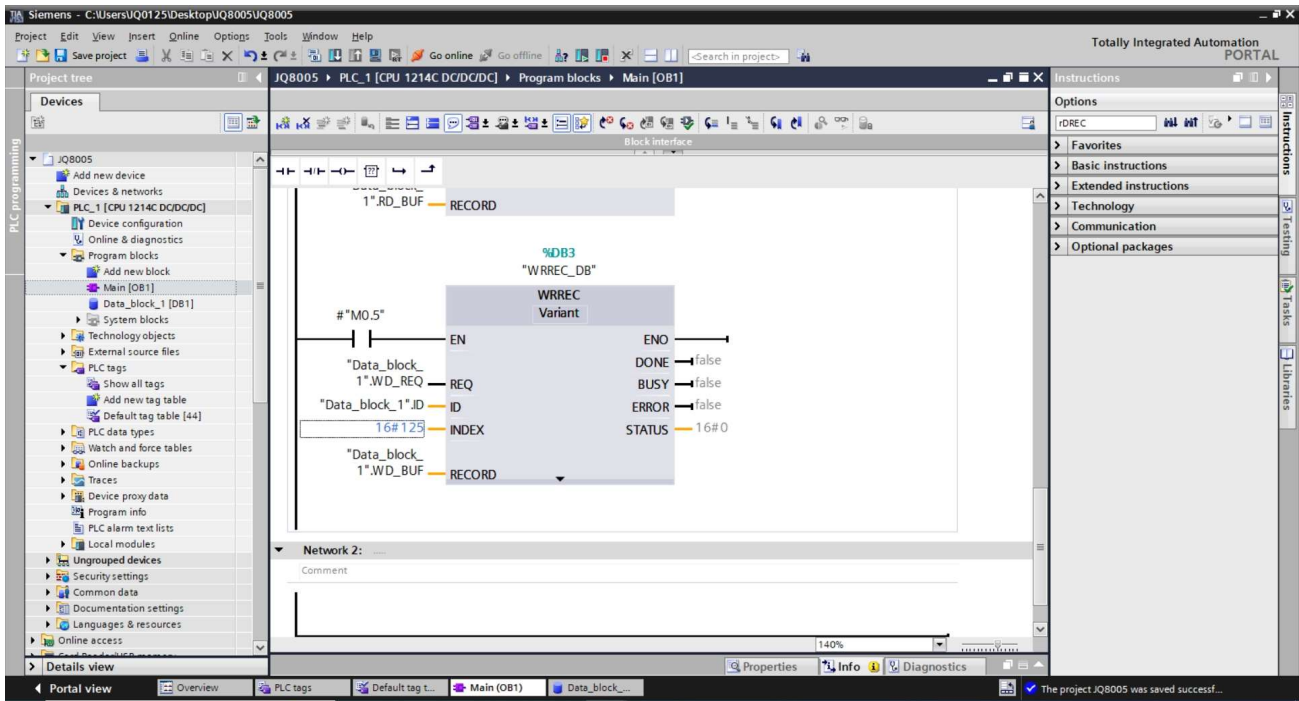 Siemens - C:\Users\JQ0125\Desktop\JQ8005\JQ8005
Project Edit View Insert Online Options Tools Window Help
Totally Integrated Automation
PORTAL
Save project Go online Go offline <Search in project>
Project tree
JQ8005 PLC_1 [CPU 1214C DC/DC/DC] Program blocks Main [OB1]
Instructions
Devices
Options
rDREC
Block interface
PLC programming
JQ8005
Add new device
Devices & networks
PLC_1 [CPU 1214C DC/DC/DC]
Device configuration
Online & diagnostics
Program blocks
Add new block
Main [OB1]
Data_block_1 [DB1]
System blocks
Technology objects
External source files
PLC tags
Show all tags
Add new tag table
Default tag table [44]
PLC data types
Watch and force tables
Online backups
Traces
Device proxy data
Program info
PLC alarm text lists
Local modules
Ungrouped devices
Security settings
Common data
Documentation settings
Languages & resources
Online access
Card Reader/USB memory
Details view
"Data_block_
1".RD_BUF RECORD
%DB3
"WRREC_DB"
WRREC
Variant
#"M0.5"
EN ENO
DONE false
"Data_block_
1".WD_REQ REQ BUSY false
"Data_block_1".ID ID ERROR false
16#125 INDEX STATUS 16#0
"Data_block_
1".WD_BUF RECORD
Network 2: .....
Comment
140%
Properties Info Diagnostics
Favorites
Basic instructions
Extended instructions
Technology
Communication
Optional packages
Instructions
Testing
Tasks
Libraries
Portal view Overview PLC tags Default tag t... Main (OB1) Data_block_...
The project JQ8005 was saved successf...